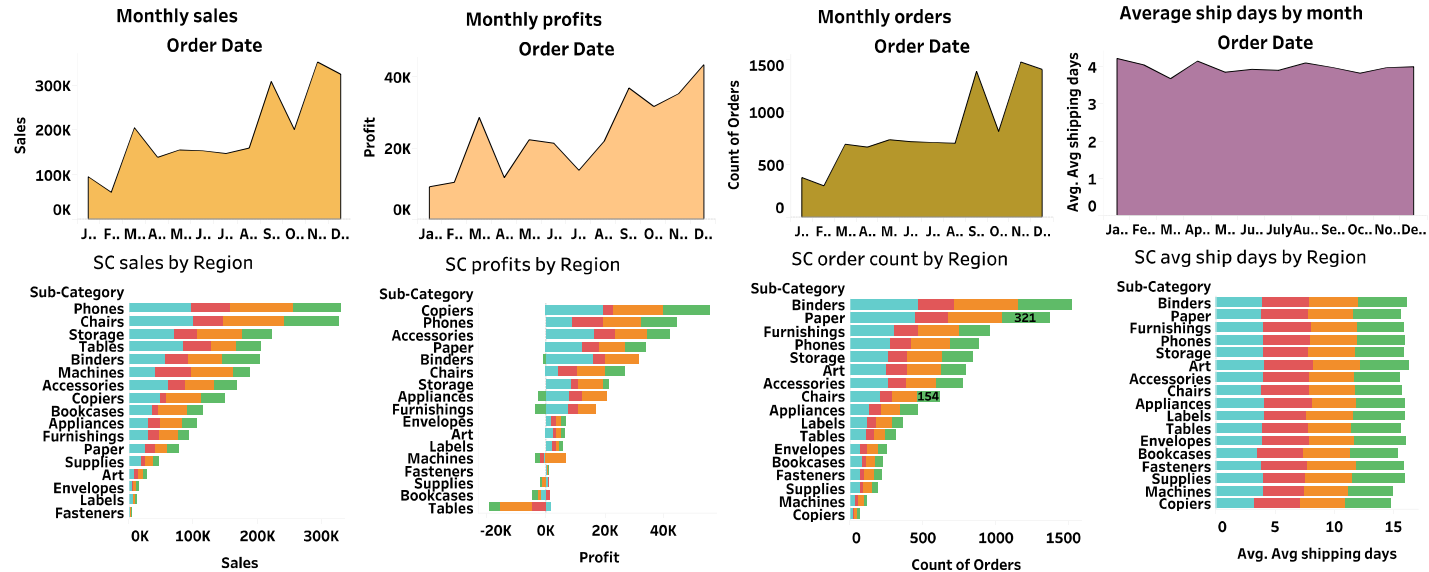 Monthly sales
Order Date
Sales
300K
200K
100K
0K
J.. F.. M.. A.. M.. J.. J.. A.. S.. O.. N.. D..
Monthly profits
Order Date
Profit
40K
20K
0K
Ja.. F.. M.. A.. M.. J.. J.. A.. S.. O.. N.. D..
Monthly orders
Order Date
Count of Orders
1500
1000
500
0
J.. F.. M.. A.. M.. J.. J.. A.. S.. O.. N.. D..
Average ship days by month
Order Date
Avg. Avg shipping days
4
3
2
1
0
Ja.. Fe.. M.. Ap.. M.. Ju.. July Au.. Se.. Oc.. No.. De..
SC sales by Region
Sub-Category
Phones
Chairs
Storage
Tables
Binders
Machines
Accessories
Copiers
Bookcases
Appliances
Furnishings
Paper
Supplies
Art
Envelopes
Labels
Fasteners
0K 100K 200K 300K
Sales
SC profits by Region
Sub-Category
Copiers
Phones
Accessories
Paper
Binders
Chairs
Storage
Appliances
Furnishings
Envelopes
Art
Labels
Machines
Fasteners
Supplies
Bookcases
Tables
-20K 0K 20K 40K
Profit
SC order count by Region
Sub-Category
Binders
Paper 321
Furnishings
Phones
Storage
Art
Accessories
Chairs 154
Appliances
Labels
Tables
Envelopes
Bookcases
Fasteners
Supplies
Machines
Copiers
0 500 1000 1500
Count of Orders
SC avg ship days by Region
Sub-Category
Binders
Paper
Furnishings
Phones
Storage
Art
Accessories
Chairs
Appliances
Labels
Tables
Envelopes
Bookcases
Fasteners
Supplies
Machines
Copiers
0 5 10 15
Avg. Avg shipping days